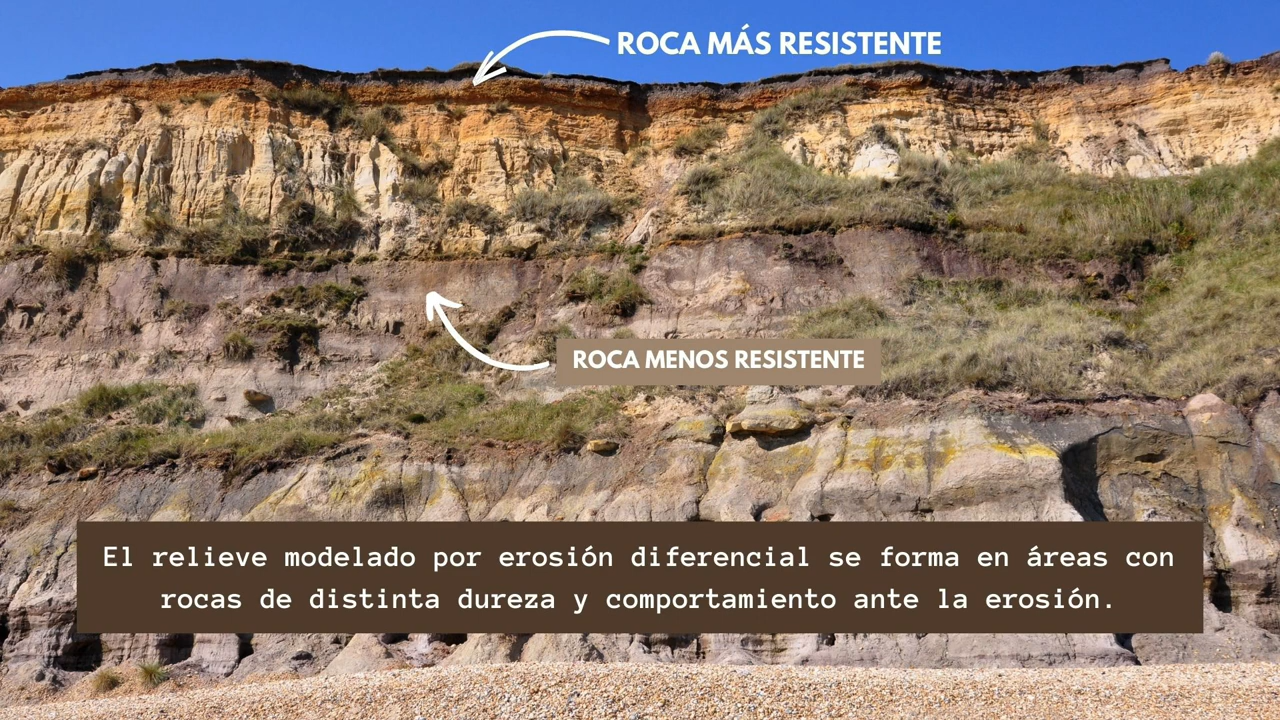 ROCA MÁS RESISTENTE
ROCA MENOS RESISTENTE
El relieve modelado por erosión diferencial se forma en áreas con
rocas de distinta dureza y comportamiento ante la erosión.